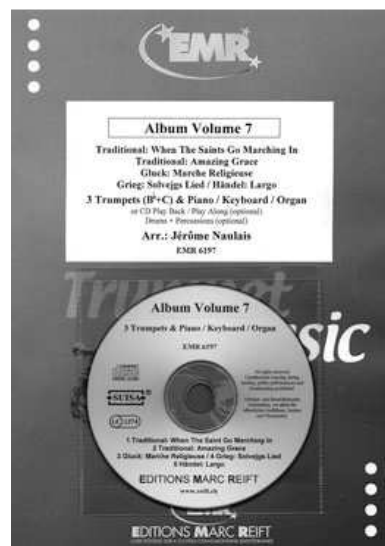 EMR
Album Volume 7
Traditional: When The Saints Go Marching In
Traditional: Amazing Grace
Gluck: Marche Religieuse
Grieg: Solvejgs Lied / Händel: Largo
3 Trumpets (B♭+C) & Piano / Keyboard / Organ
or CD Play Back / Play Along (optional)
Drums + Percussions (optional)
Arr.: Jérôme Naulais
EMR 6197
Trumpet
sic
Album Volume 7
3 Trumpets & Piano / Keyboard / Organ
EMR 6197
SUISA
1 Traditional: When The Saint Go Marching In
2 Traditional: Amazing Grace
3 Gluck: Marche Religieuse / 4 Grieg: Solvejgs Lied
5 Händel: Largo
EDITIONS MARC REIFT
www.reift.ch
EMR
EDITIONS MARC REIFT